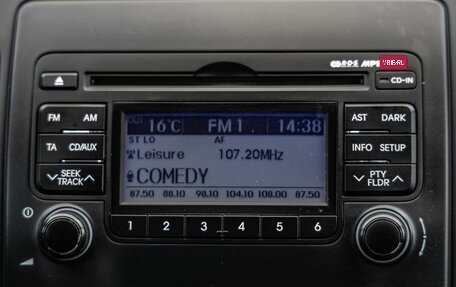 RDS MP3
VBIBI.RU
CD-IN
FM AM
AST DARK
TA CD/AUX
INFO SETUP
SEEK TRACK
PTY FLDR
OUT 16°C FM1 14:38
ST LO AF
Leisure 107.20MHz
COMEDY
87.50 88.10 98.10 104.10 108.00 87.50
1 2 3 4 5 6